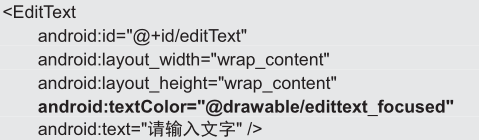 <EditText
android:id="@+id/editText"
android:layout_width="wrap_content"
android:layout_height="wrap_content"
android:textColor="@drawable/edittext_focused"
android:text="请输入文字" />